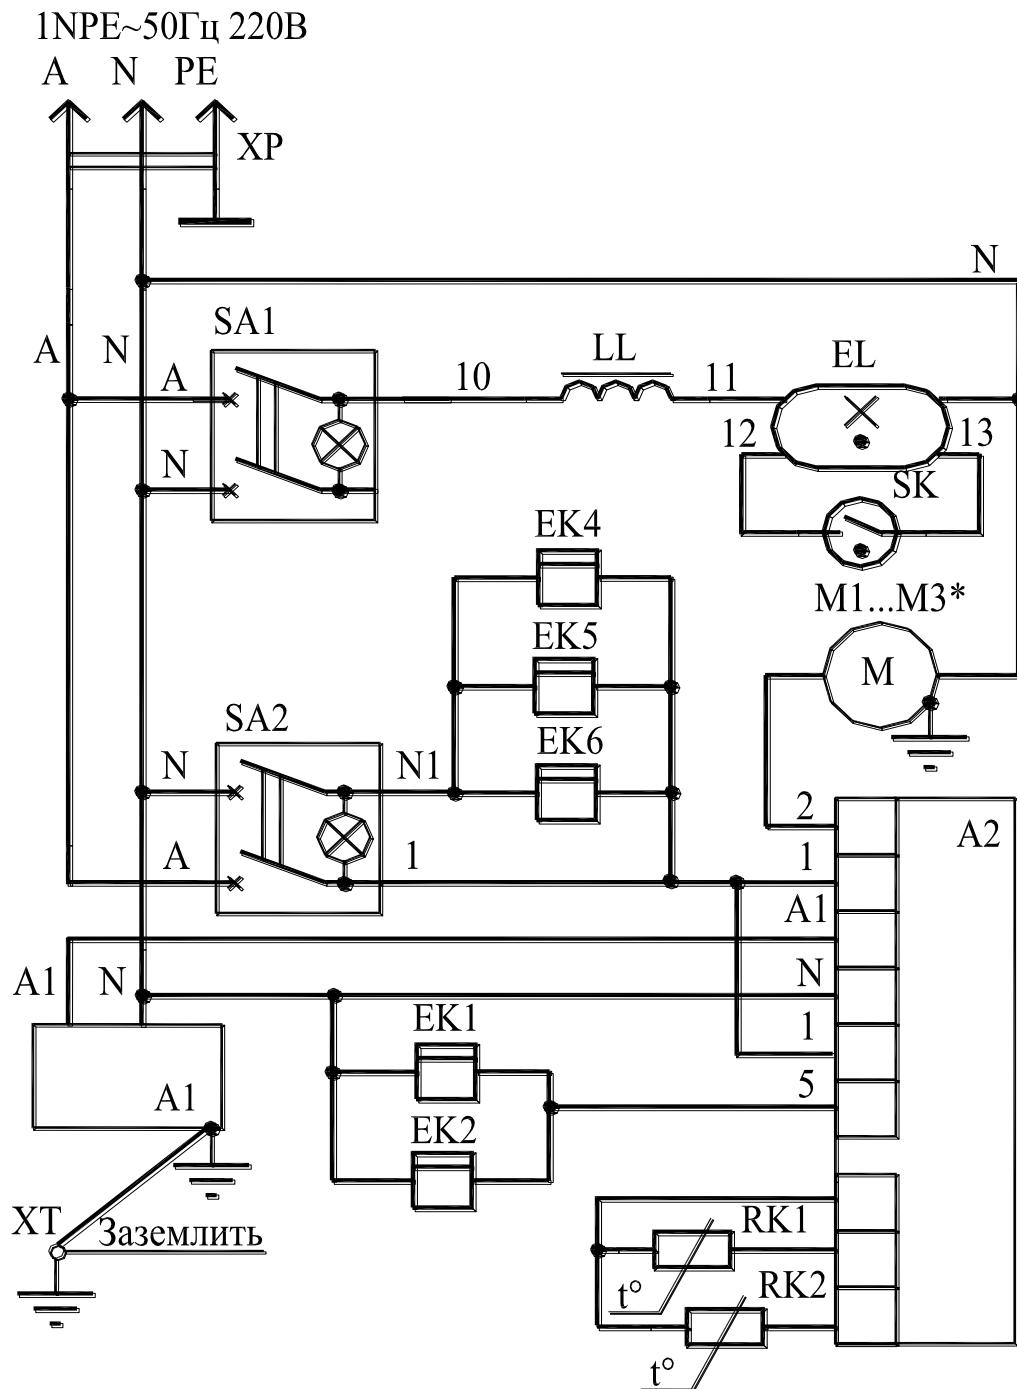 1NPE~50Гц 220В
A N PE
XP
N
SA1
A N
A
10
LL
11
EL
12
13
N
SK
EK4
M1...M3*
EK5
M
SA2
EK6
N
N1
2
A2
A
1
1
A1
A1
N
N
EK1
1
A1
5
EK2
XT
Заземлить
RK1
t°
RK2
t°